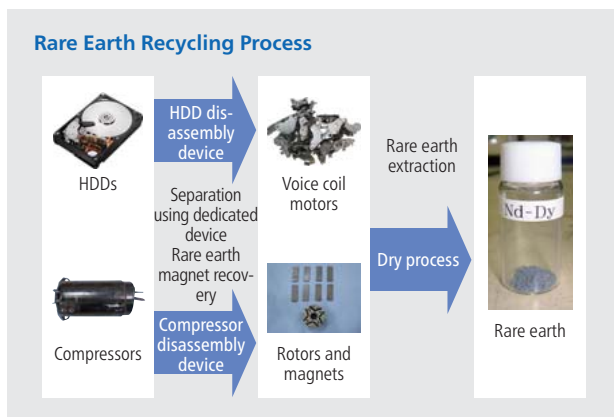 Rare Earth Recycling Process
HDDs
HDD dis-
assembly
device
Voice coil
motors
Separation
using dedicated
device
Rare earth
magnet recov-
ery
Compressors
Compressor
disassembly
device
Rotors and
magnets
Rare earth
extraction
Dry process
Nd-Dy
Rare earth